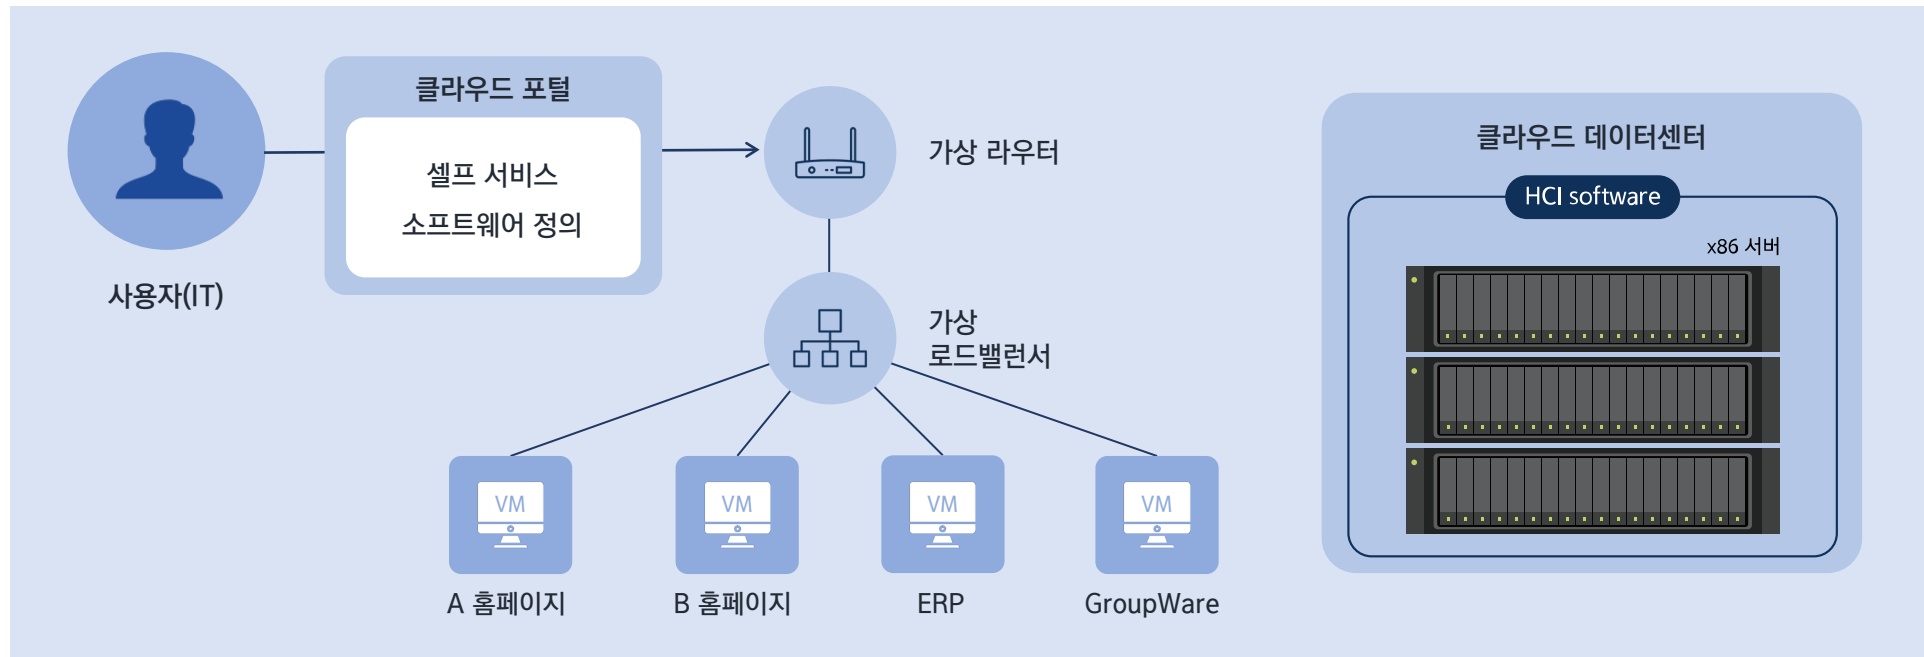 클라우드 포털
셀프 서비스
소프트웨어 정의
사용자(IT)
가상 라우터
가상
로드밸런서
VM
VM
VM
VM
A 홈페이지
B 홈페이지
ERP
GroupWare
클라우드 데이터센터
HCI software
x86 서버